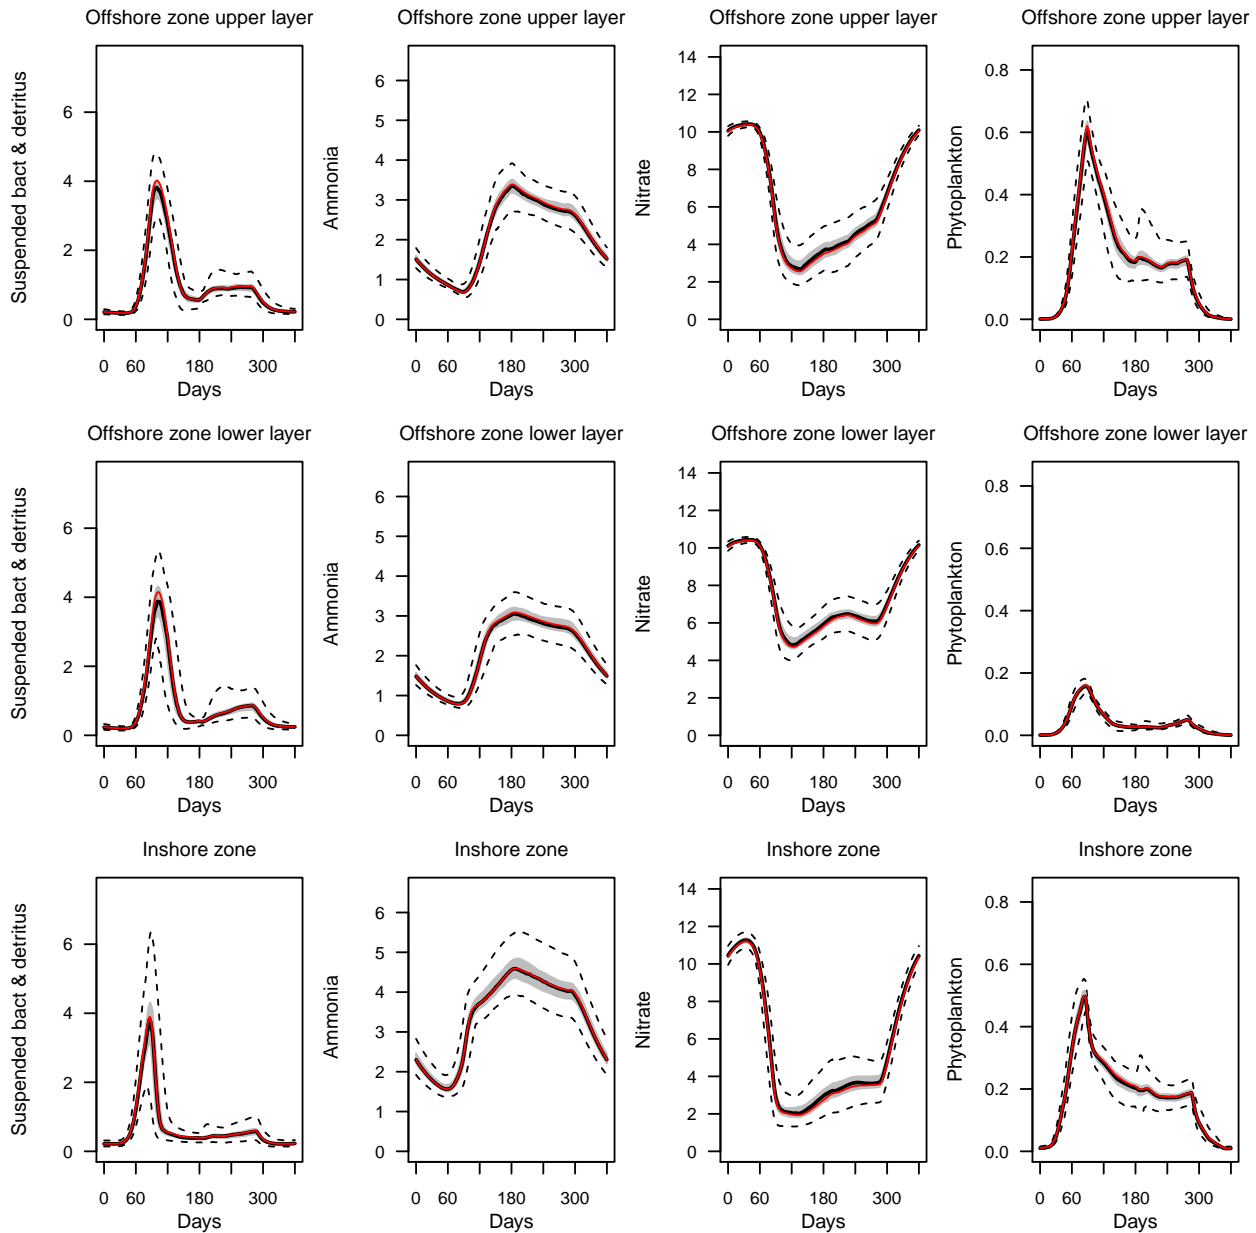 Offshore zone upper layer
Suspended bact & detritus
6
4
2
0
0 60 180 300
Days
Offshore zone upper layer
Ammonia
6
5
4
3
2
1
0
0 60 180 300
Days
Offshore zone upper layer
Nitrate
14
12
10
8
6
4
2
0
0 60 180 300
Days
Offshore zone upper layer
Phytoplankton
0.8
0.6
0.4
0.2
0.0
0 60 180 300
Days
Offshore zone lower layer
Suspended bact & detritus
6
4
2
0
0 60 180 300
Days
Offshore zone lower layer
Ammonia
6
5
4
3
2
1
0
0 60 180 300
Days
Offshore zone lower layer
Nitrate
14
12
10
8
6
4
2
0
0 60 180 300
Days
Offshore zone lower layer
Phytoplankton
0.8
0.6
0.4
0.2
0.0
0 60 180 300
Days
Inshore zone
Suspended bact & detritus
6
4
2
0
0 60 180 300
Days
Inshore zone
Ammonia
6
5
4
3
2
1
0
0 60 180 300
Days
Inshore zone
Nitrate
14
12
10
8
6
4
2
0
0 60 180 300
Days
Inshore zone
Phytoplankton
0.8
0.6
0.4
0.2
0.0
0 60 180 300
Days